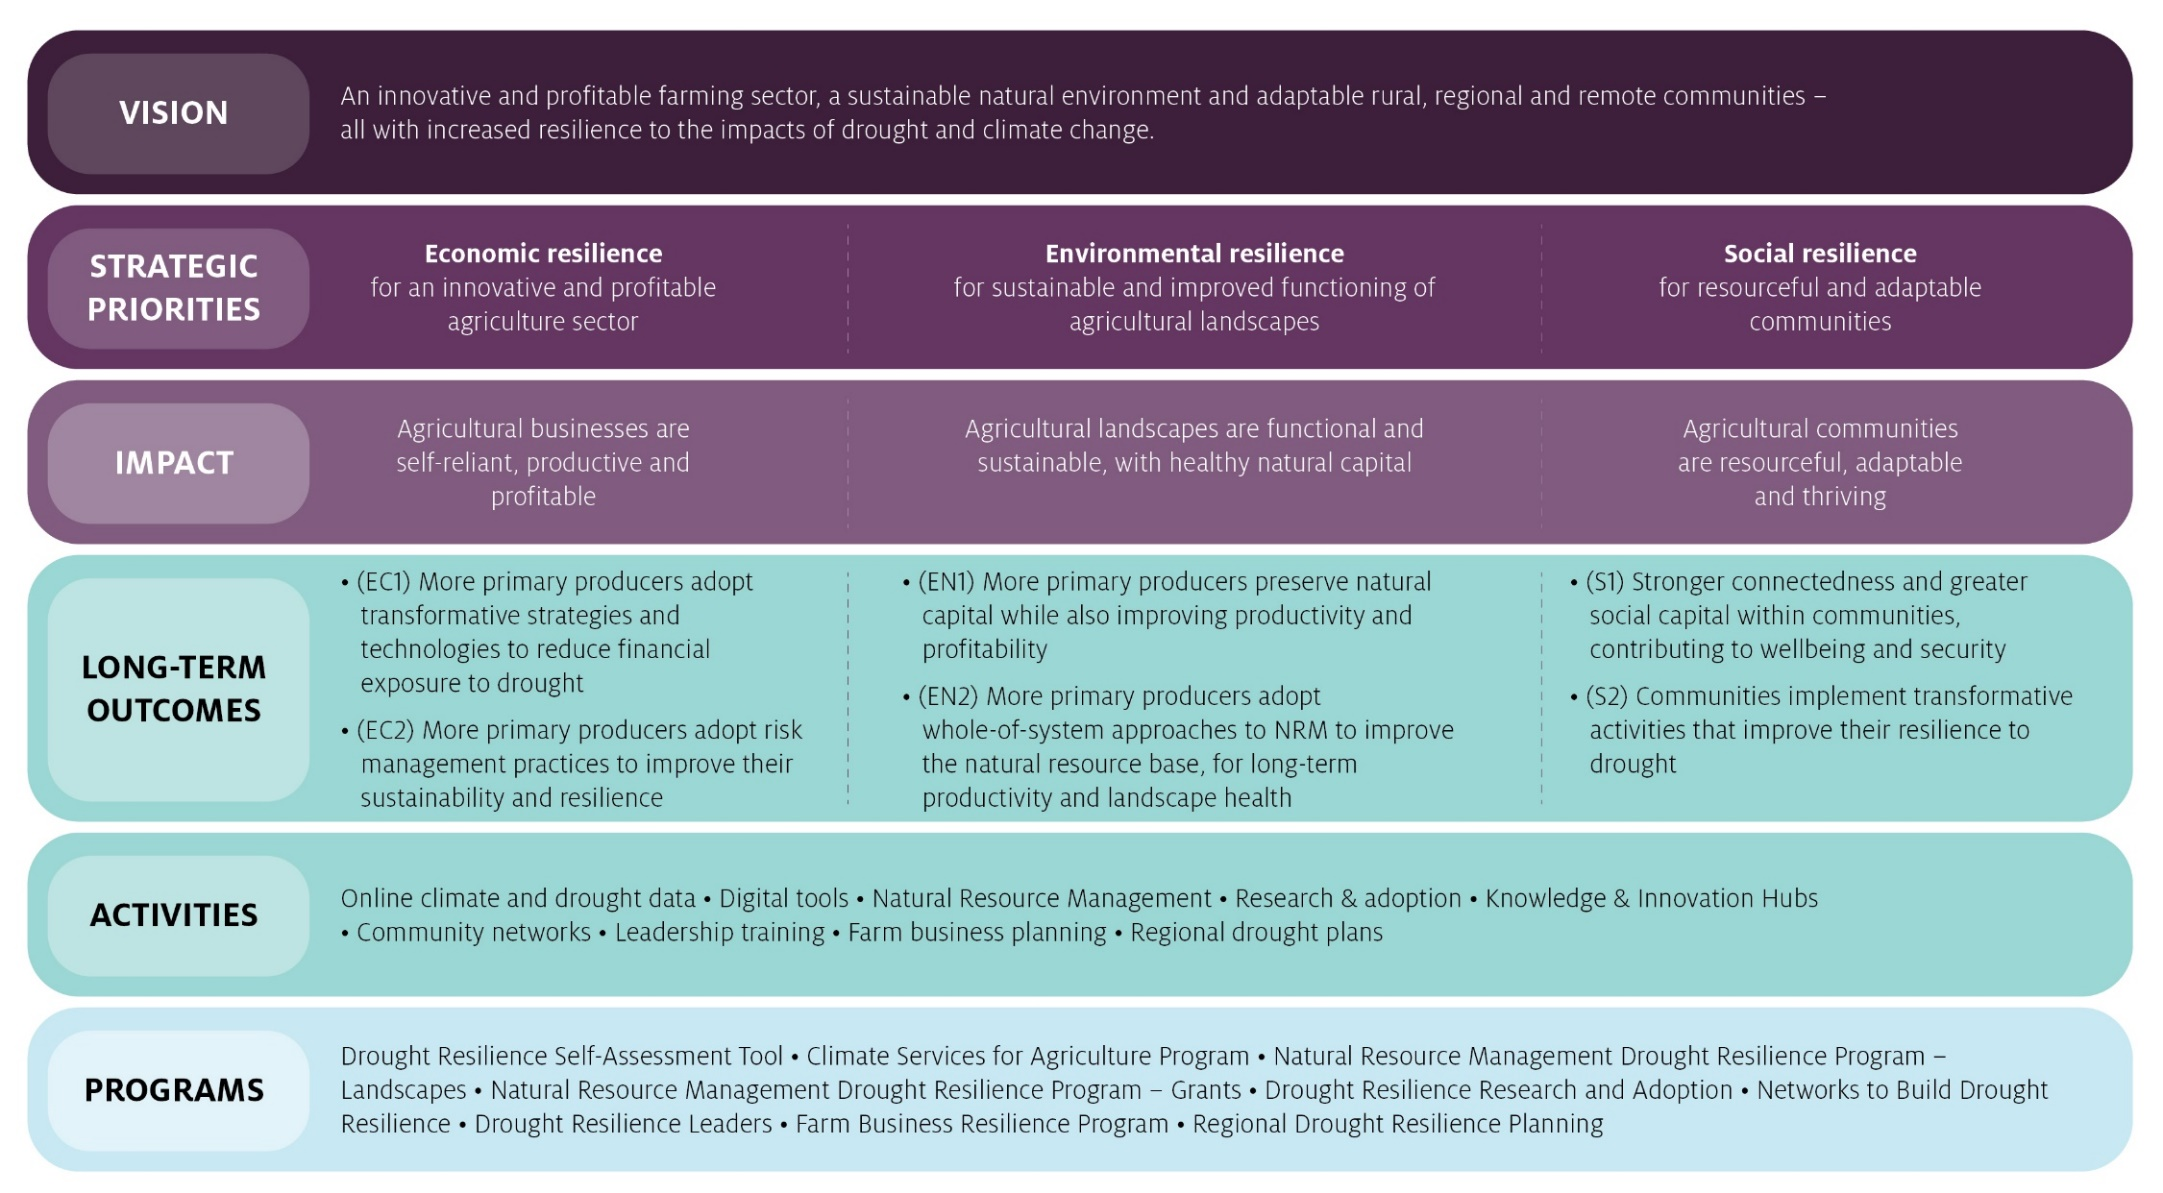 VISION
An innovative and profitable farming sector, a sustainable natural environment and adaptable rural, regional and remote communities –
all with increased resilience to the impacts of drought and climate change.
STRATEGIC
PRIORITIES
Economic resilience
for an innovative and profitable
agriculture sector
Environmental resilience
for sustainable and improved functioning of
agricultural landscapes
Social resilience
for resourceful and adaptable
communities
IMPACT
Agricultural businesses are
self-reliant, productive and
profitable
Agricultural landscapes are functional and
sustainable, with healthy natural capital
Agricultural communities
are resourceful, adaptable
and thriving
LONG-TERM
OUTCOMES
• (EC1) More primary producers adopt
transformative strategies and
technologies to reduce financial
exposure to drought
• (EC2) More primary producers adopt risk
management practices to improve their
sustainability and resilience
• (EN1) More primary producers preserve natural
capital while also improving productivity and
profitability
• (EN2) More primary producers adopt
whole-of-system approaches to NRM to improve
the natural resource base, for long-term
productivity and landscape health
• (S1) Stronger connectedness and greater
social capital within communities,
contributing to wellbeing and security
• (S2) Communities implement transformative
activities that improve their resilience to
drought
ACTIVITIES
Online climate and drought data • Digital tools • Natural Resource Management • Research & adoption • Knowledge & Innovation Hubs
• Community networks • Leadership training • Farm business planning • Regional drought plans
PROGRAMS
Drought Resilience Self-Assessment Tool • Climate Services for Agriculture Program • Natural Resource Management Drought Resilience Program –
Landscapes • Natural Resource Management Drought Resilience Program – Grants • Drought Resilience Research and Adoption • Networks to Build Drought
Resilience • Drought Resilience Leaders • Farm Business Resilience Program • Regional Drought Resilience Planning